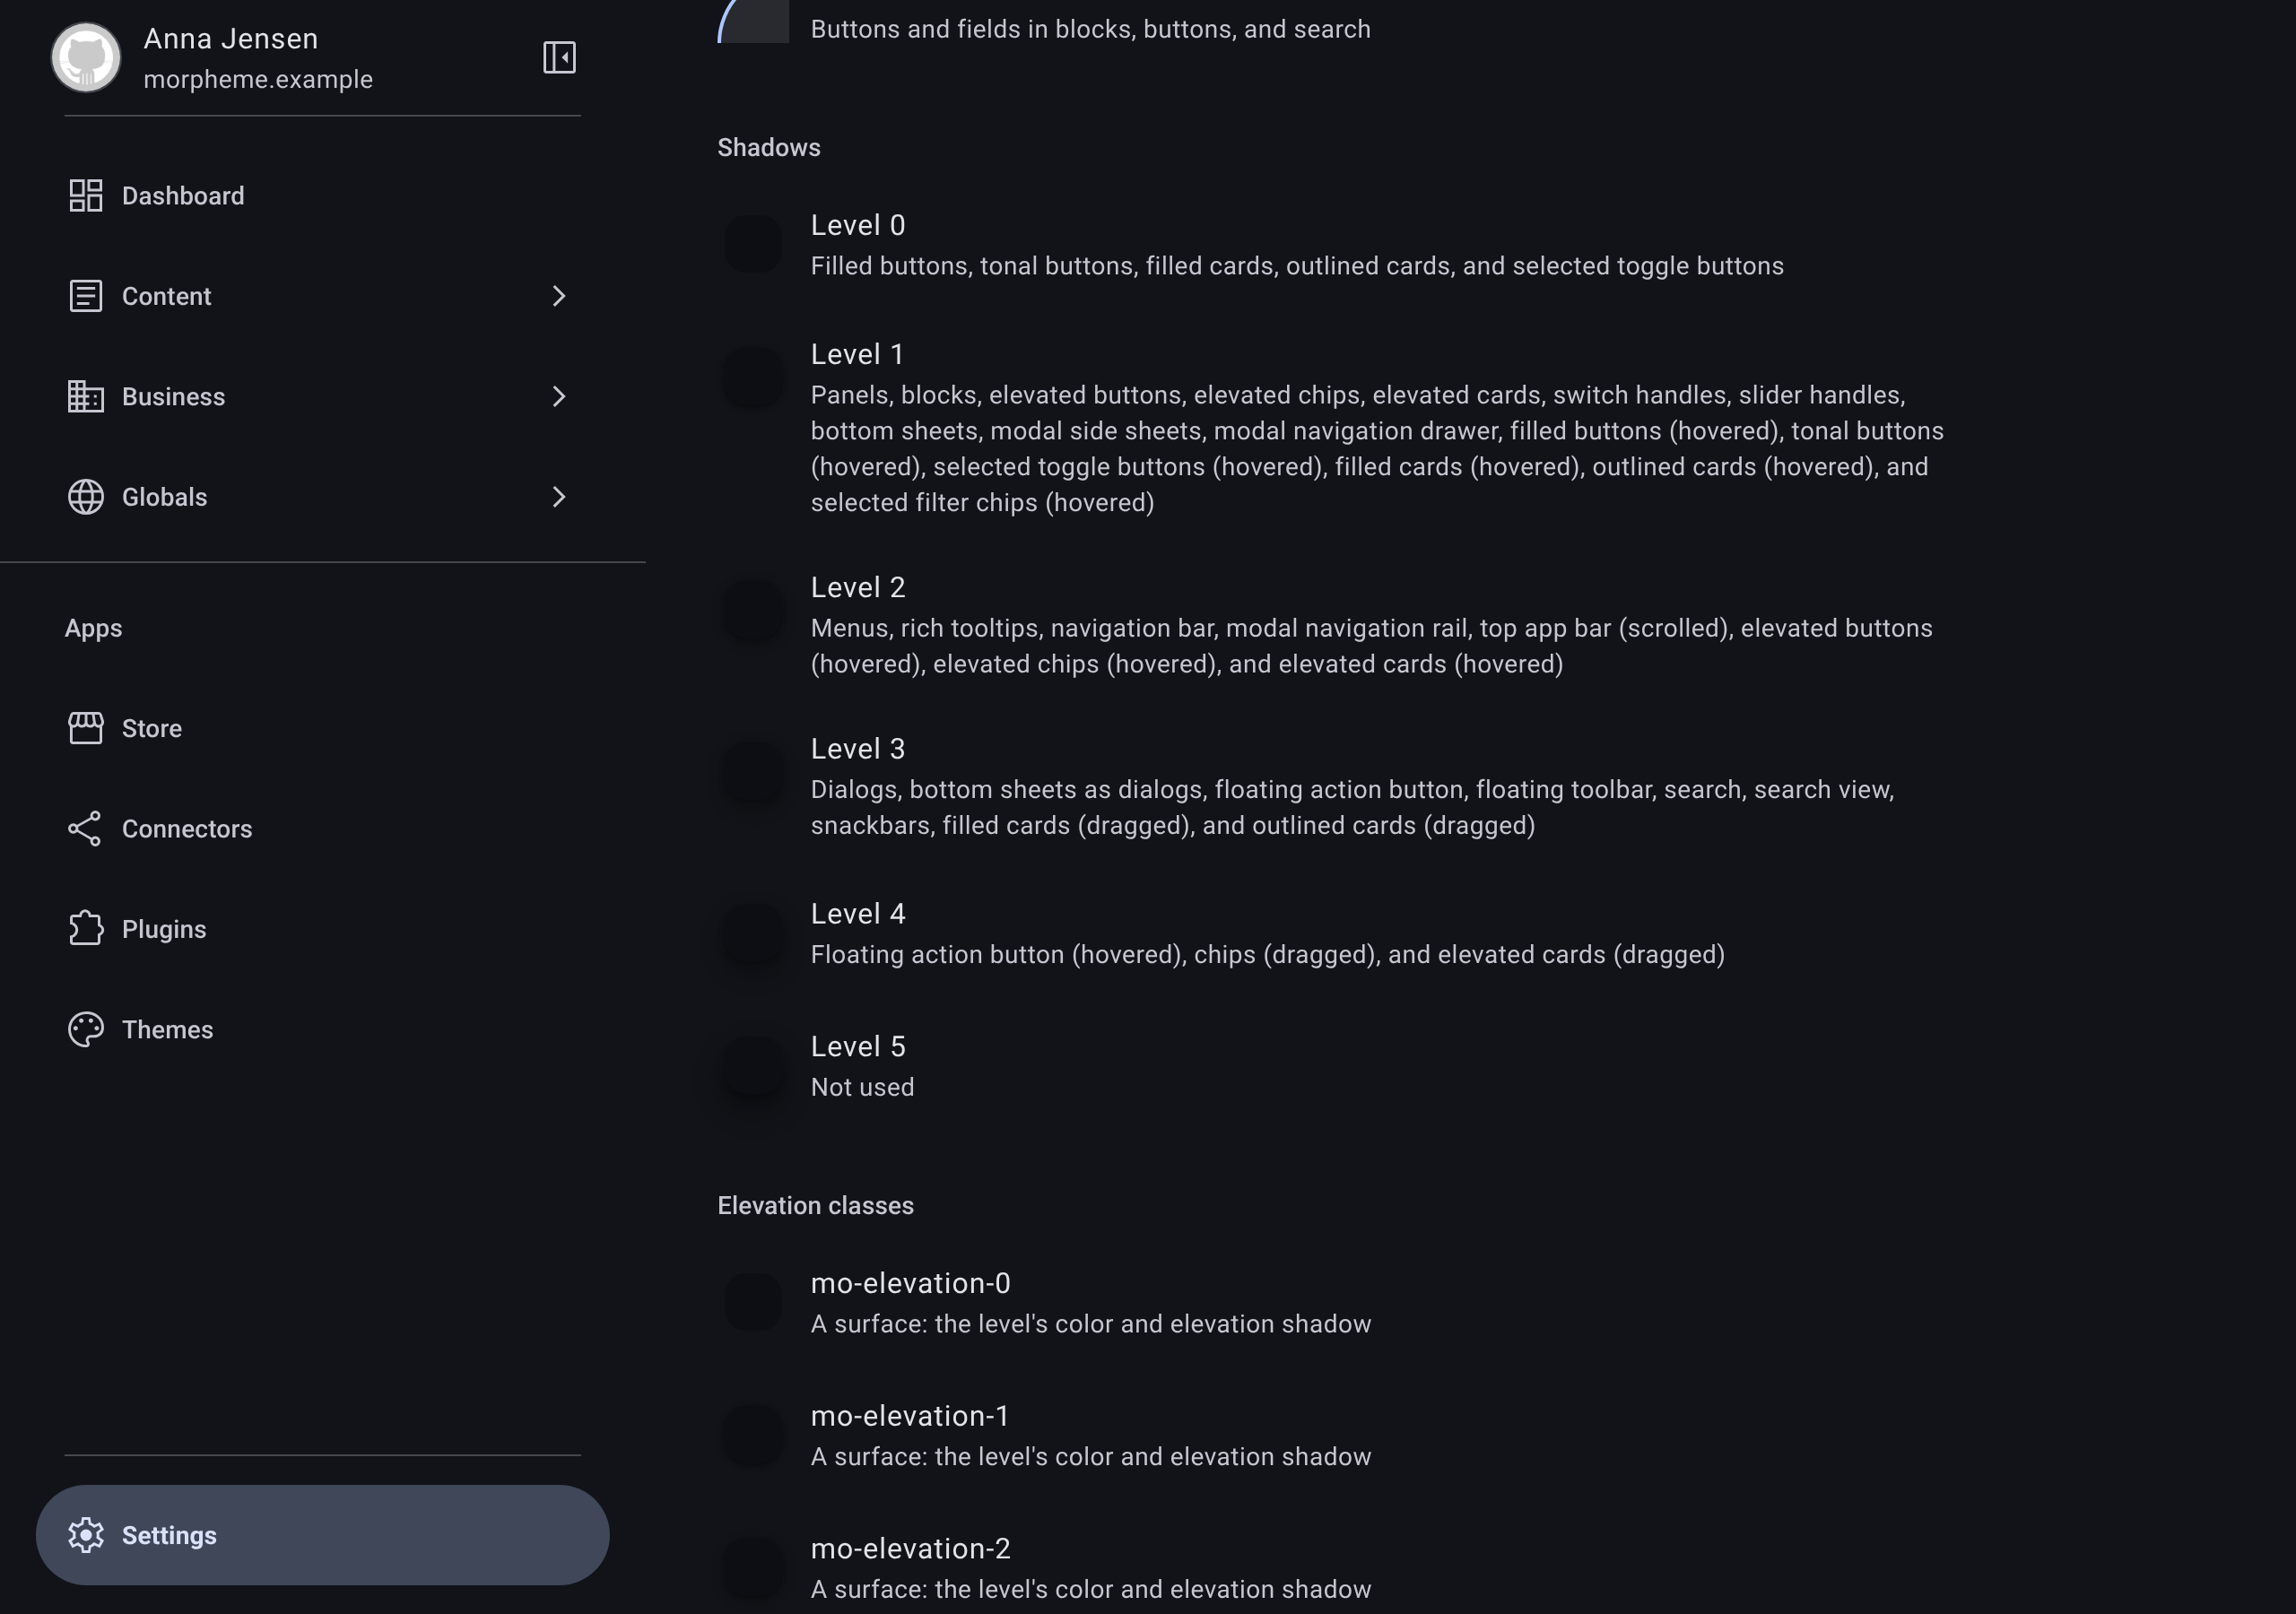 Anna Jensen
morpheme.example
Dashboard
Content
Business
Globals
Apps
Store
Connectors
Plugins
Themes
Settings
Buttons and fields in blocks, buttons, and search
Shadows
Level 0
Filled buttons, tonal buttons, filled cards, outlined cards, and selected toggle buttons
Level 1
Panels, blocks, elevated buttons, elevated chips, elevated cards, switch handles, slider handles,
bottom sheets, modal side sheets, modal navigation drawer, filled buttons (hovered), tonal buttons
(hovered), selected toggle buttons (hovered), filled cards (hovered), outlined cards (hovered), and
selected filter chips (hovered)
Level 2
Menus, rich tooltips, navigation bar, modal navigation rail, top app bar (scrolled), elevated buttons
(hovered), elevated chips (hovered), and elevated cards (hovered)
Level 3
Dialogs, bottom sheets as dialogs, floating action button, floating toolbar, search, search view,
snackbars, filled cards (dragged), and outlined cards (dragged)
Level 4
Floating action button (hovered), chips (dragged), and elevated cards (dragged)
Level 5
Not used
Elevation classes
mo-elevation-0
A surface: the level's color and elevation shadow
mo-elevation-1
A surface: the level's color and elevation shadow
mo-elevation-2
A surface: the level's color and elevation shadow